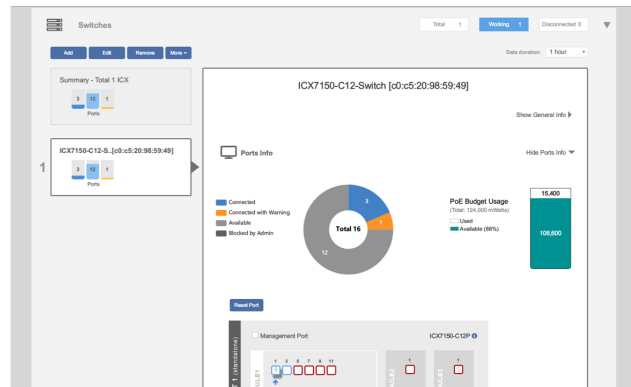 Switches
Total 1 Working 1 Disconnected 0
Add Edit Remove More
Data duration: 1 hour
Summary - Total 1 ICX
3 12 1
Ports
ICX7150-C12-S..[c0:c5:20:98:59:49]
1
3 12 1
Ports
ICX7150-C12-Switch [c0:c5:20:98:59:49]
Show General Info
Ports Info
Hide Ports Info
Connected
Connected with Warning
Available
Blocked by Admin
3
1
12
Total 16
PoE Budget Usage
(Total: 124,000 mWatts)
Used
Available (88%)
15,400
108,600
Reset Port
Management Port
ICX7150-C12P
T 1 (standalone)
ULE1
1 3 5 7 9 11
ULE2
1
ULE3
1